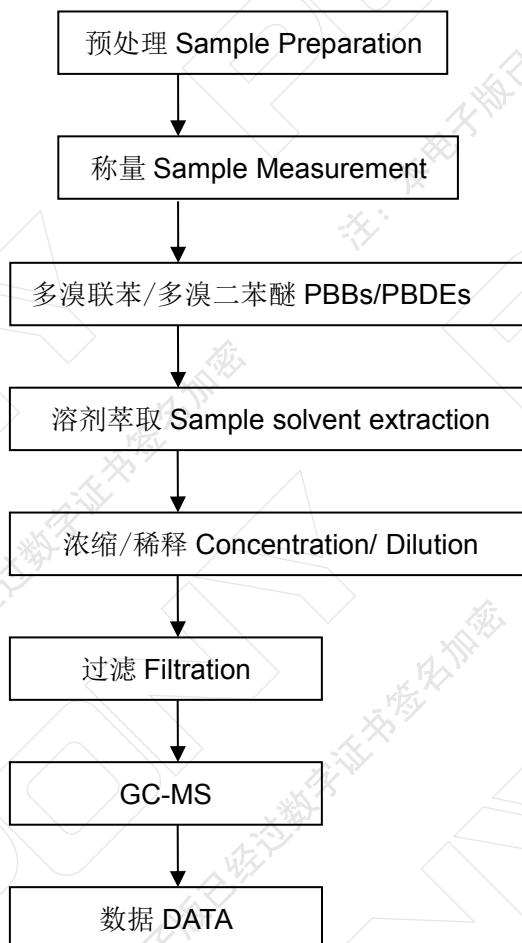 预处理 Sample Preparation
称量 Sample Measurement
多溴联苯/多溴二苯醚 PBBs/PBDEs
溶剂萃取 Sample solvent extraction
浓缩/稀释 Concentration/ Dilution
过滤 Filtration
GC-MS
数据 DATA